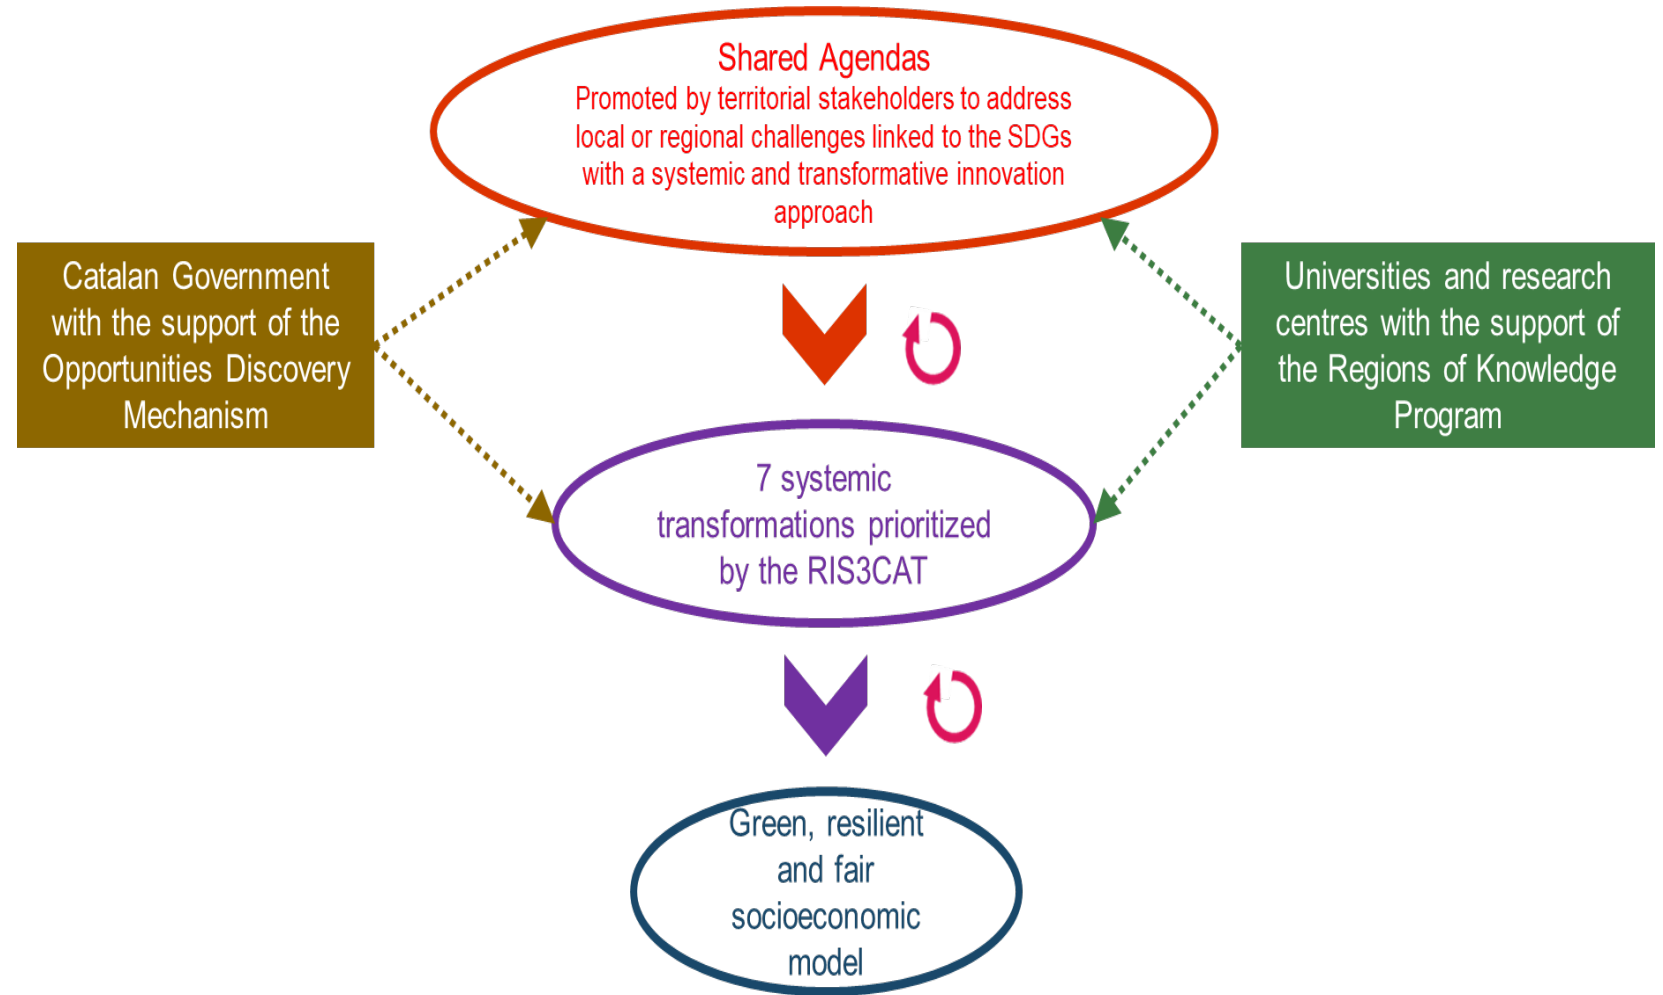 Shared Agendas
Promoted by territorial stakeholders to address
local or regional challenges linked to the SDGs
with a systemic and transformative innovation
approach
Catalan Government
with the support of the
Opportunities Discovery
Mechanism
Universities and research
centres with the support of
the Regions of Knowledge
Program
7 systemic
transformations prioritized
by the RIS3CAT
Green, resilient
and fair
socioeconomic
model